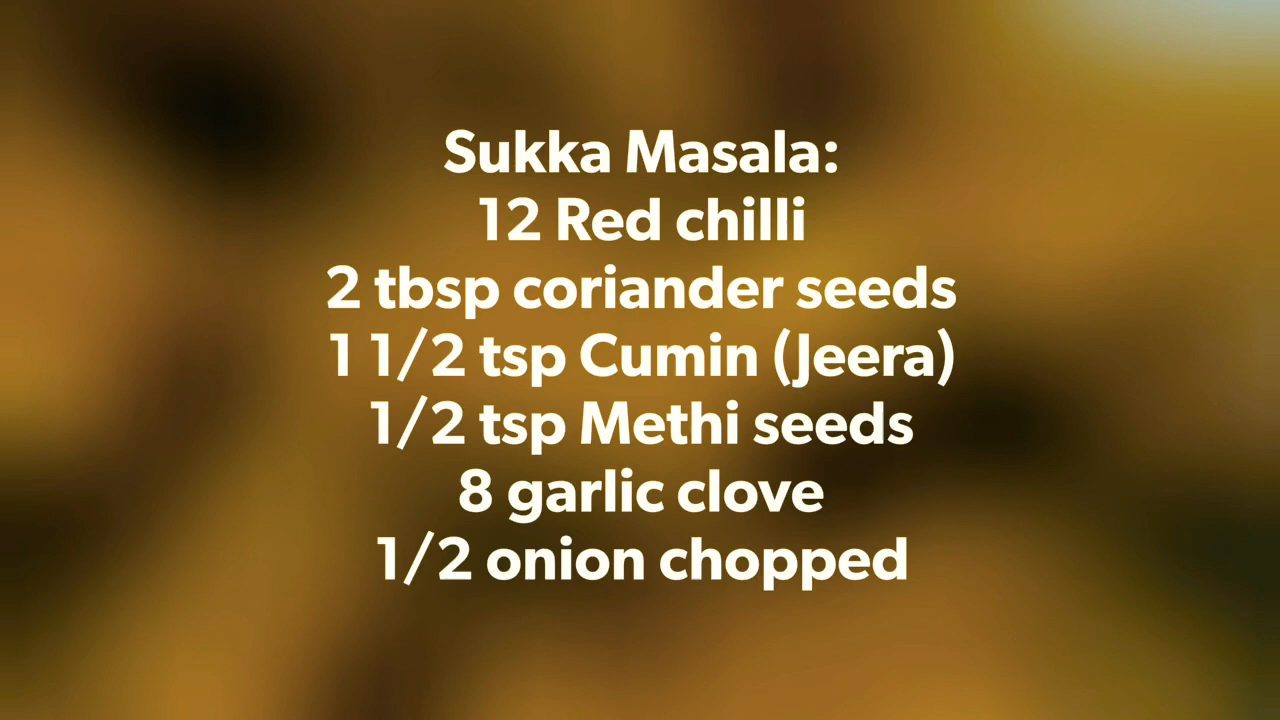 Sukka Masala:
12 Red chilli
2 tbsp coriander seeds
1 1/2 tsp Cumin (Jeera)
1/2 tsp Methi seeds
8 garlic clove
1/2 onion chopped